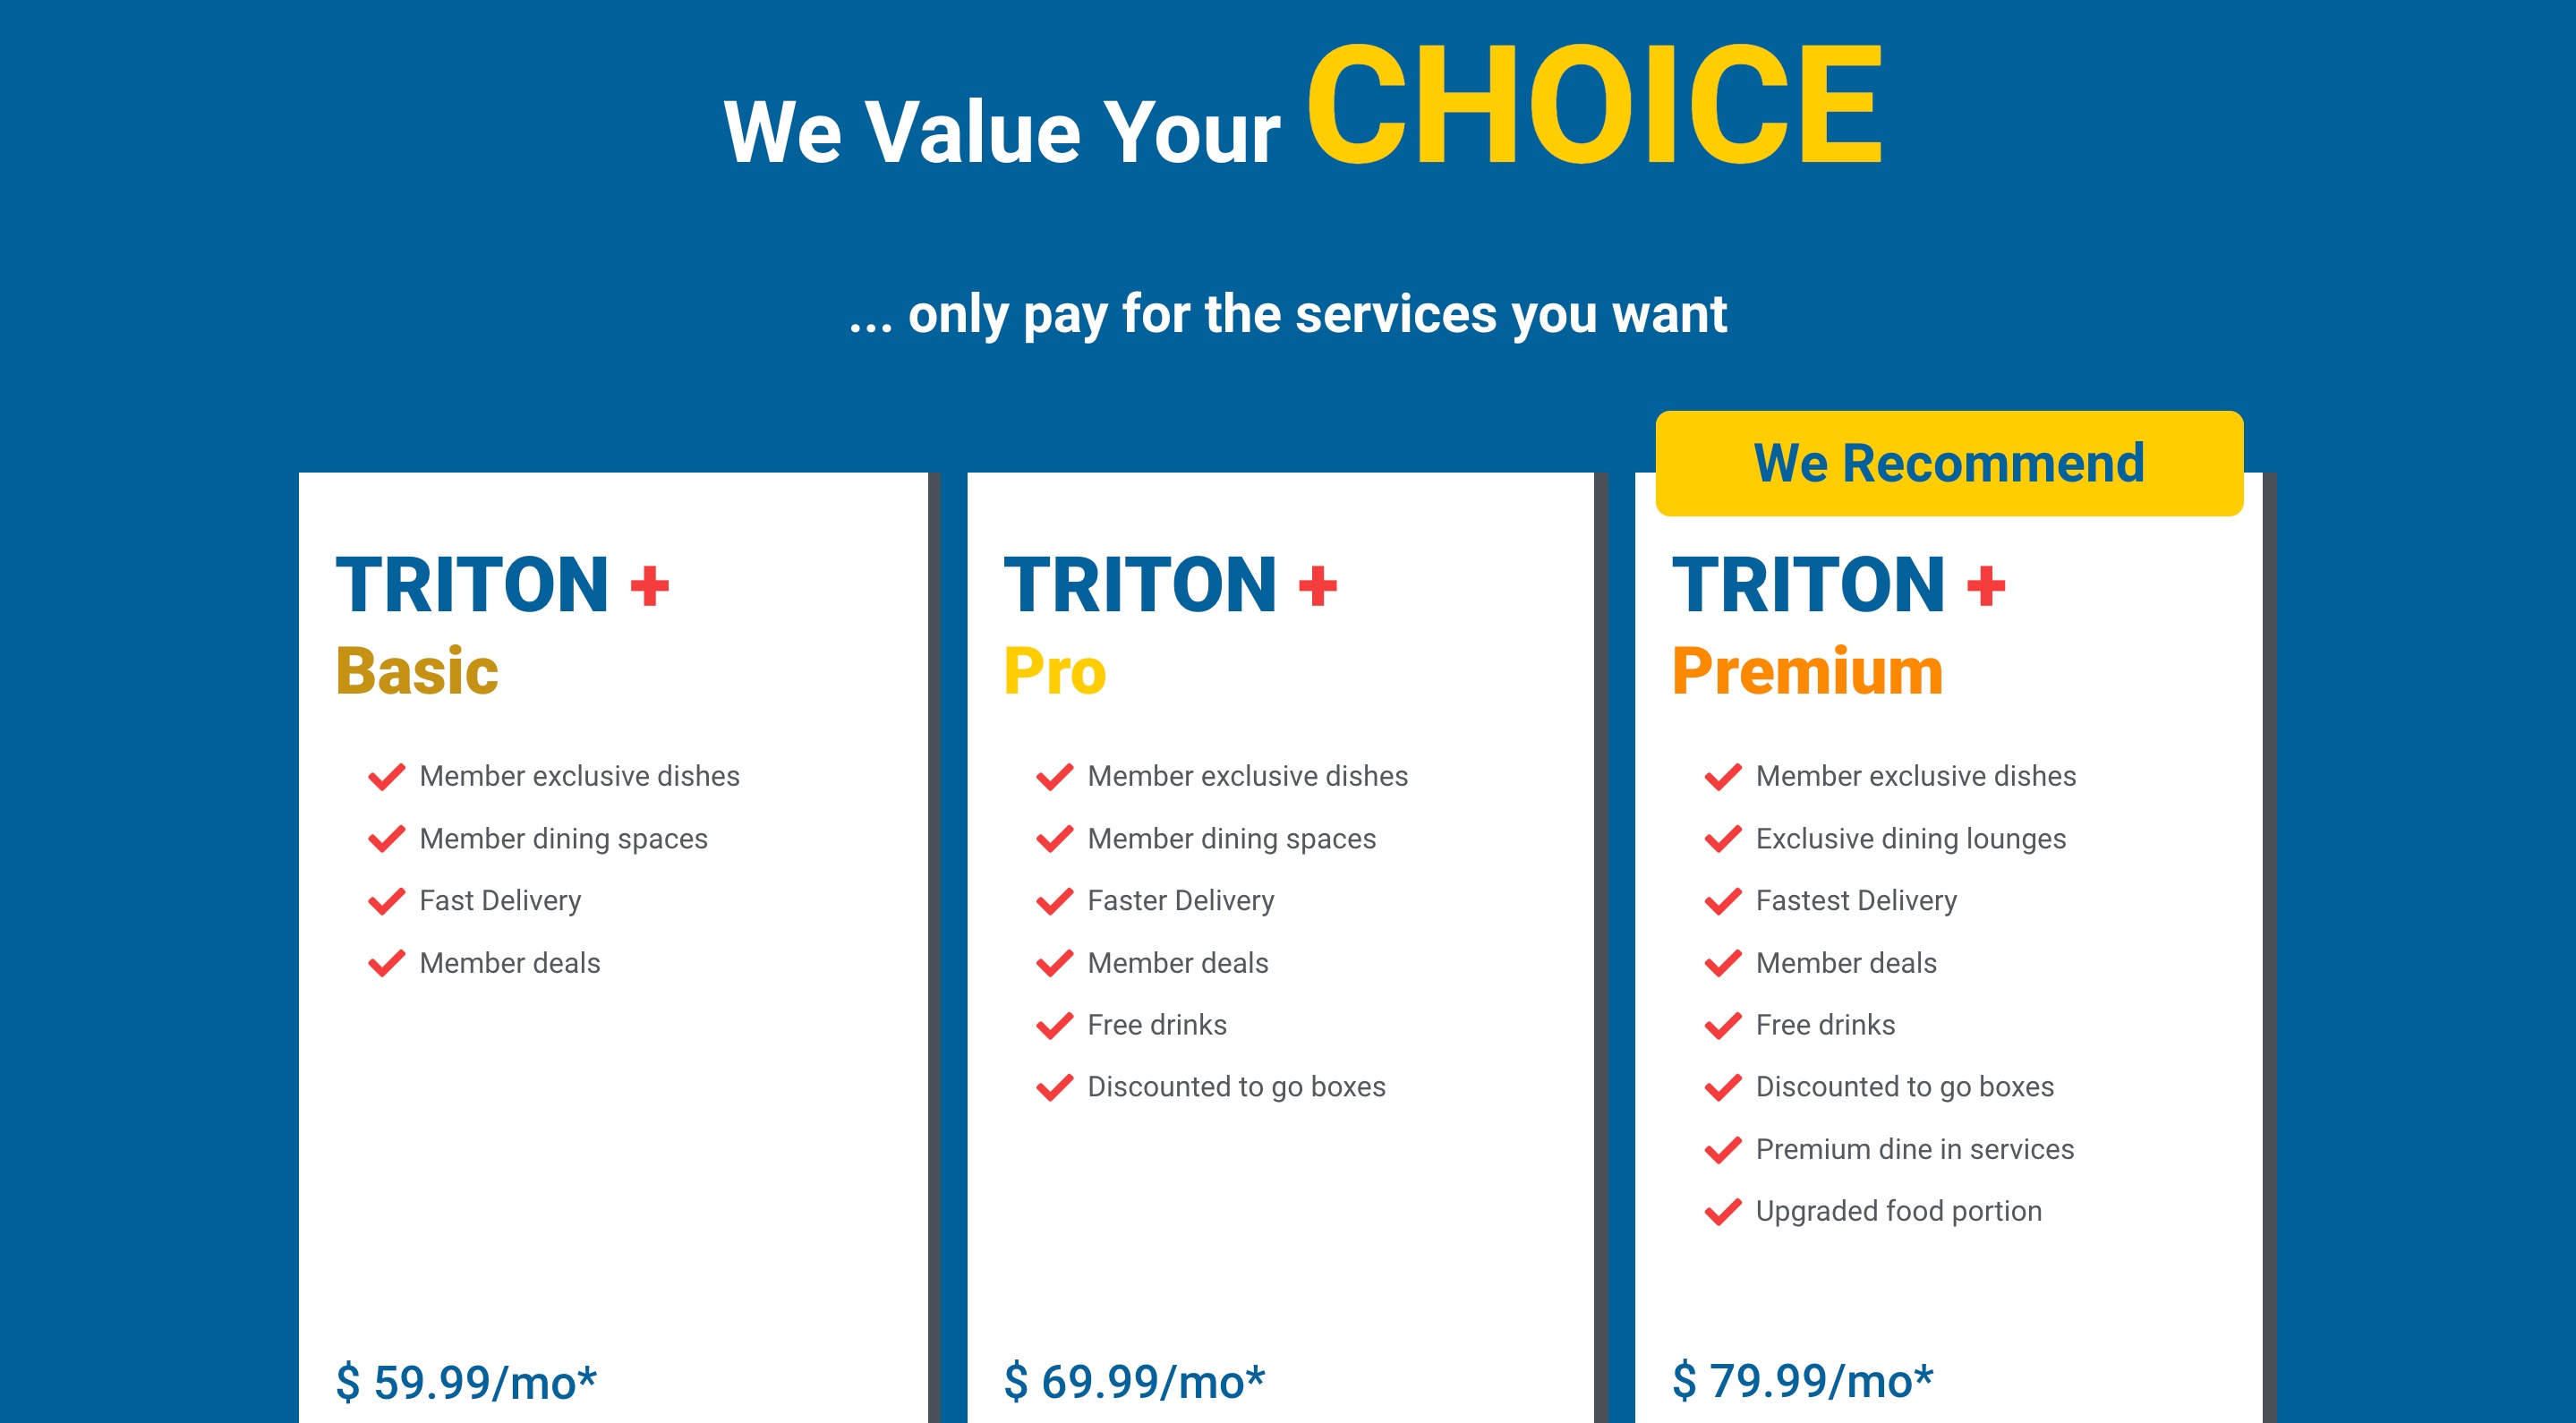 We Value Your CHOICE
... only pay for the services you want
TRITON +
Basic
Member exclusive dishes
Member dining spaces
Fast Delivery
Member deals
$ 59.99/mo*
TRITON +
Pro
Member exclusive dishes
Member dining spaces
Faster Delivery
Member deals
Free drinks
Discounted to go boxes
$ 69.99/mo*
We Recommend
TRITON +
Premium
Member exclusive dishes
Exclusive dining lounges
Fastest Delivery
Member deals
Free drinks
Discounted to go boxes
Premium dine in services
Upgraded food portion
$ 79.99/mo*